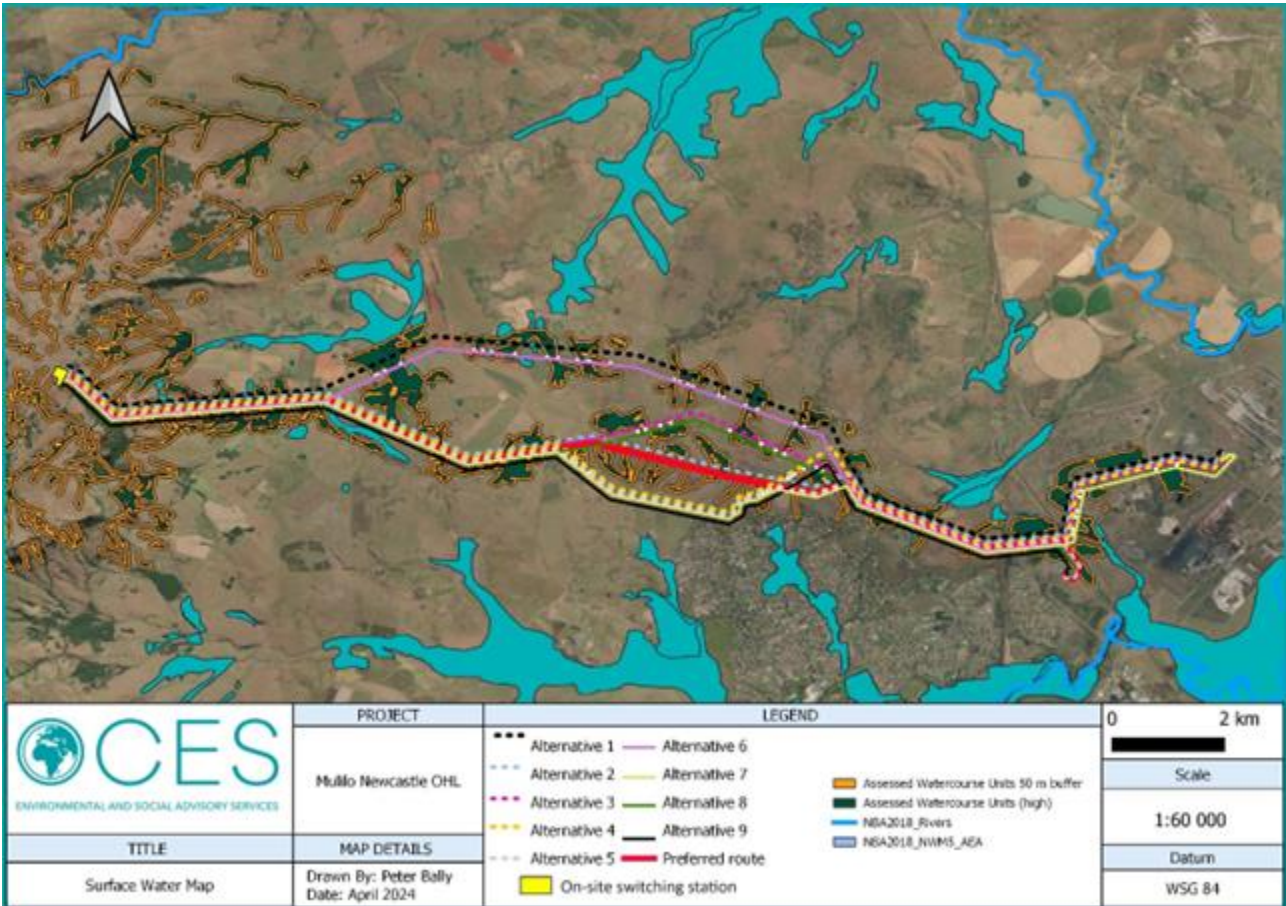 CES
ENVIRONMENTAL AND SOCIAL ADVISORY SERVICES
TITLE
Surface Water Map
PROJECT
Mulilo Newcastle OHL
MAP DETAILS
Drawn By: Peter Bally
Date: April 2024
LEGEND
Alternative 1
Alternative 2
Alternative 3
Alternative 4
Alternative 5
Alternative 6
Alternative 7
Alternative 8
Alternative 9
Preferred route
On-site switching station
Assessed Watercourse Units 50 m buffer
Assessed Watercourse Units (high)
NBA2018_Rivers
NBA2018_NWM5_AEA
0 2 km
Scale
1:60 000
Datum
WSG 84